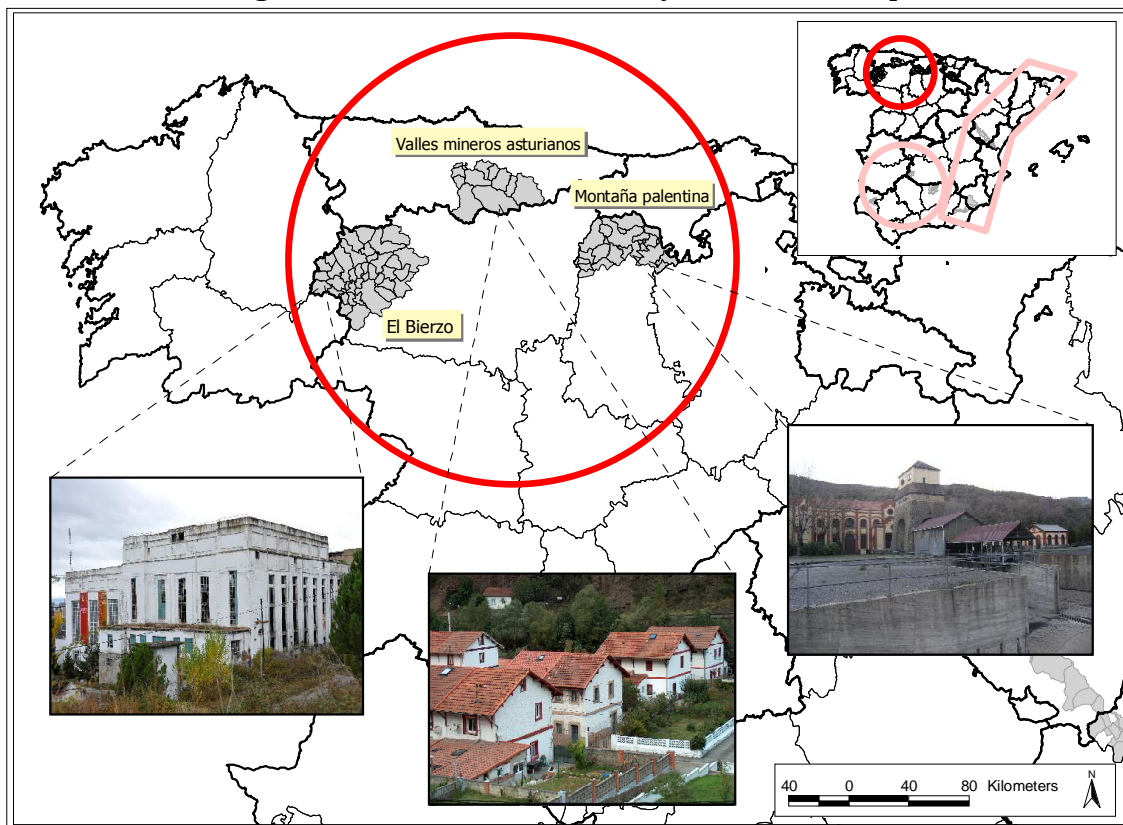 Valles mineros asturianos
Montaña palentina
El Bierzo
40 0 40 80 Kilometers
N